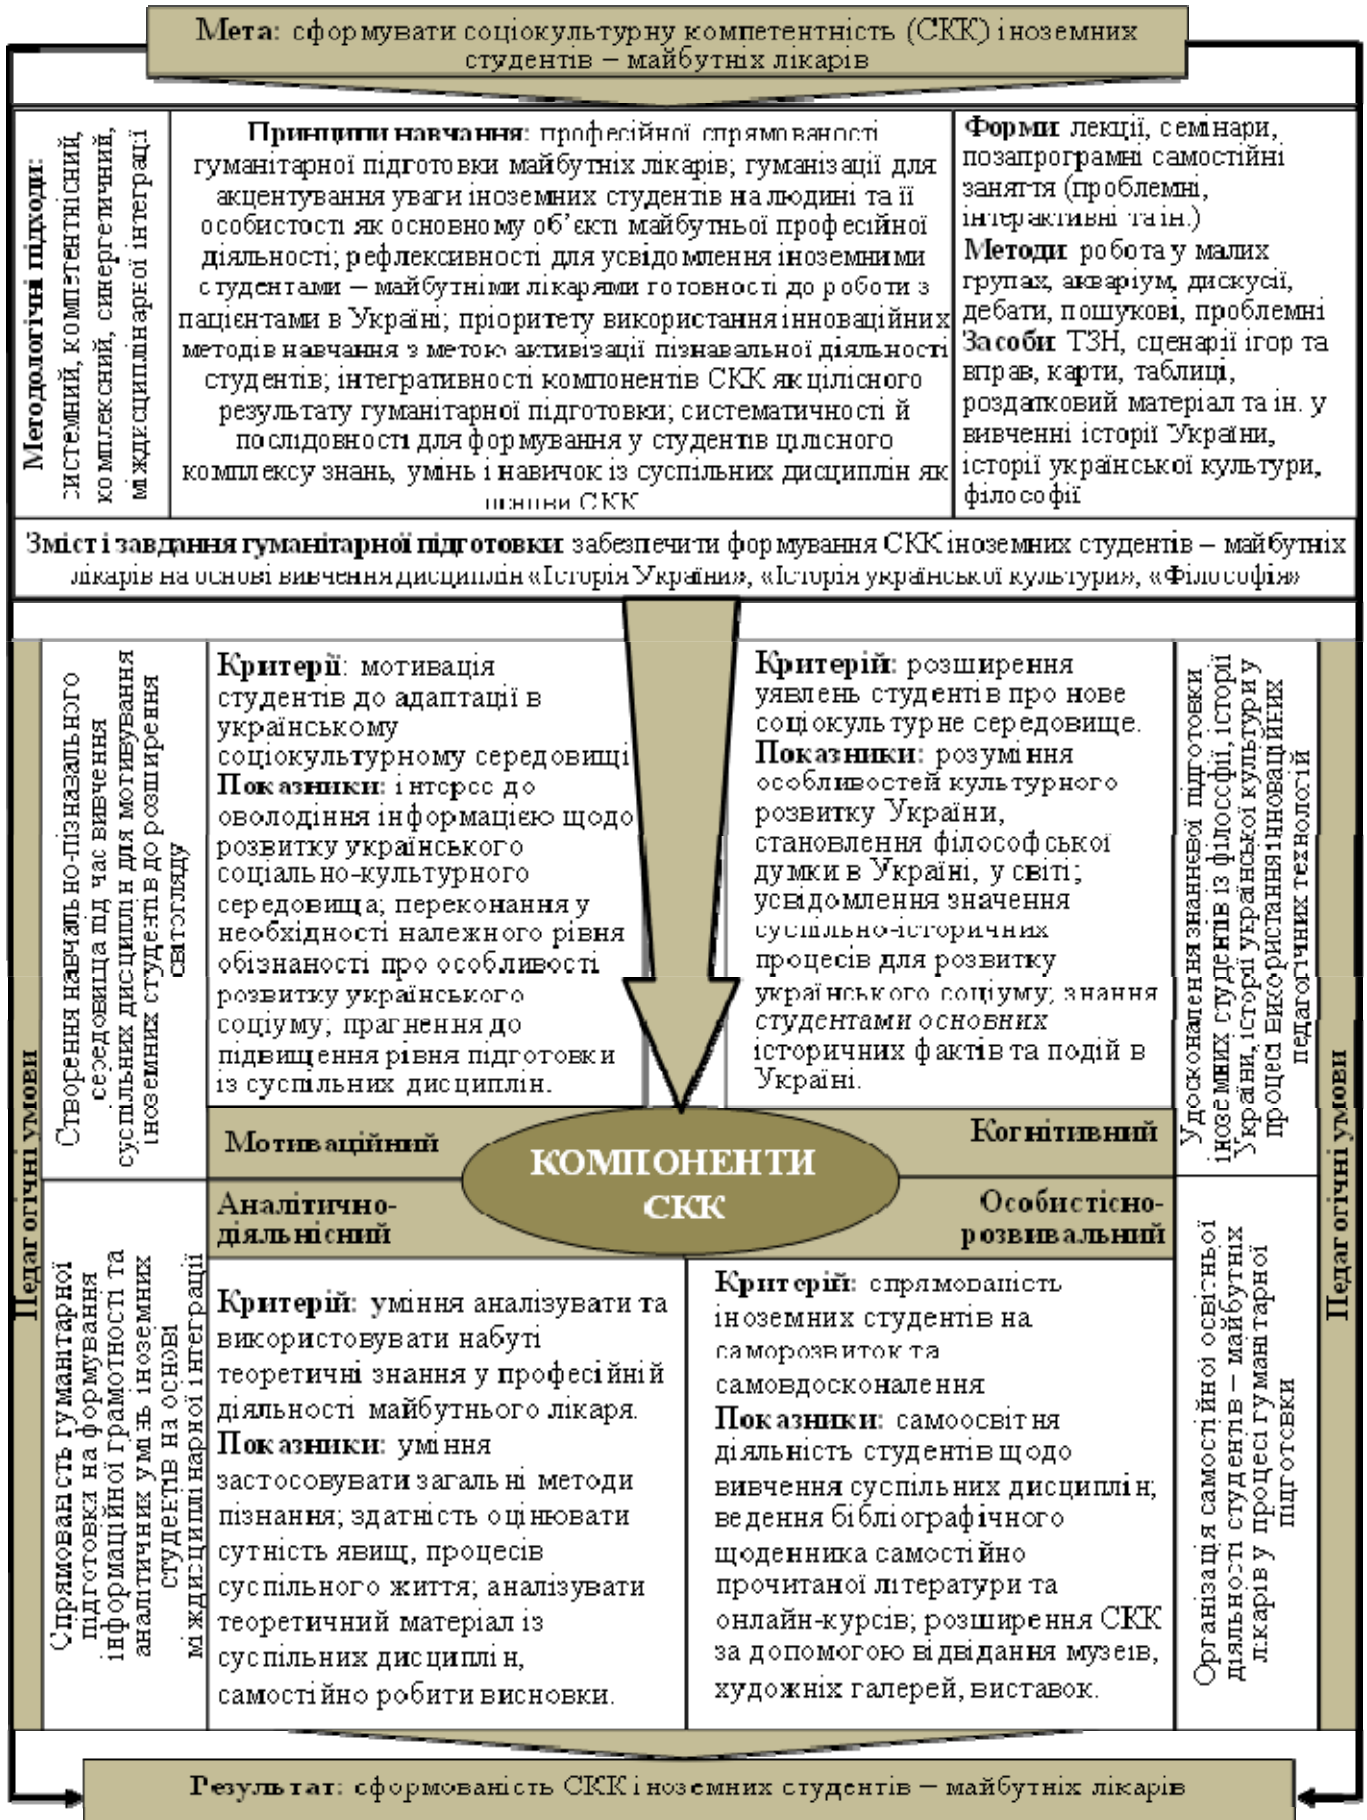 Мета: сформувати соціокультурну компетентність (СКК) іноземних
студентів – майбутніх лікарів
Методологічні підходи:
системний, компетентнісний,
комплексний, синергетичний,
міждисциплінарної інтеграції
Принципи навчання: професійної спрямованості
гуманітарної підготовки майбутніх лікарів; гуманізації для
акцентування уваги іноземних студентів на людині та її
особистості як основному об’єкті майбутньої професійної
діяльності; рефлексивності для усвідомлення іноземними
студентами – майбутніми лікарями готовності до роботи з
пацієнтами в Україні; пріоритету використання інноваційних
методів навчання з метою активізації пізнавальної діяльності
студентів; інтегративності компонентів СКК як цілісного
результату гуманітарної підготовки; систематичності й
послідовності для формування у студентів цілісного
комплексу знань, умінь і навичок із суспільних дисциплін як
основи СКК
Форми: лекції, семінари,
позапрограмні самостійні
заняття (проблемні,
інтерактивні та ін.)
Методи: робота у малих
групах, акваріум, дискусії,
дебати, пошукові, проблемні
Засоби: ТЗН, сценарії ігор та
вправ, карти, таблиці,
роздатковий матеріал та ін. у
вивченні історії України,
історії української культури,
філософії
Зміст і завдання гуманітарної підготовки: забезпечити формування СКК іноземних студентів – майбутніх
лікарів на основі вивчення дисциплін «Історія України», «Історія української культури», «Філософія»
Педагогічні умови
Створення навчально-пізнавального
середовища під час вивчення
суспільних дисциплін для мотивування
іноземних студентів до розширення
світогляду
Критерії: мотивація
студентів до адаптації в
українському
соціокультурному середовищі
Показники: інтерес до
оволодіння інформацією щодо
розвитку українського
соціально-культурного
середовища; переконання у
необхідності належного рівня
обізнаності про особливості
розвитку українського
соціуму; прагнення до
підвищення рівня підготовки
із суспільних дисциплін.
Критерій: розширення
уявлень студентів про нове
соціокультурне середовище.
Показники: розуміння
особливостей культурного
розвитку України,
становлення філософської
думки в Україні, у світі;
усвідомлення значення
суспільно-історичних
процесів для розвитку
українського соціуму; знання
студентами основних
історичних фактів та подій в
Україні.
Удосконалення знаннєвої підготовки
іноземних студентів із філософії, історії
України, історії української культури у
процесі використання інноваційних
педагогічних технологій
Педагогічні умови
Мотиваційний
Когнітивний
КОМПОНЕНТИ
СКК
Аналітично-
діяльнісний
Особистісно-
розвивальний
Спрямованість гуманітарної
підготовки на формування
інформаційної грамотності та
аналітичних умінь іноземних
студентів на основі
міждисциплінарної інтеграції
Критерій: уміння аналізувати та
використовувати набуті
теоретичні знання у професійній
діяльності майбутнього лікаря.
Показники: уміння
застосовувати загальні методи
пізнання; здатність оцінювати
сутність явищ, процесів
суспільного життя; аналізувати
теоретичний матеріал із
суспільних дисциплін,
самостійно робити висновки.
Критерій: спрямованість
іноземних студентів на
саморозвиток та
самовдосконалення
Показники: самоосвітня
діяльність студентів щодо
вивчення суспільних дисциплін;
ведення бібліографічного
щоденника самостійно
прочитаної літератури та
онлайн-курсів; розширення СКК
за допомогою відвідання музеїв,
художніх галерей, виставок.
Організація самостійної освітньої
діяльності студентів – майбутніх
лікарів у процесі гуманітарної
підготовки
Результат: сформованість СКК іноземних студентів – майбутніх лікарів